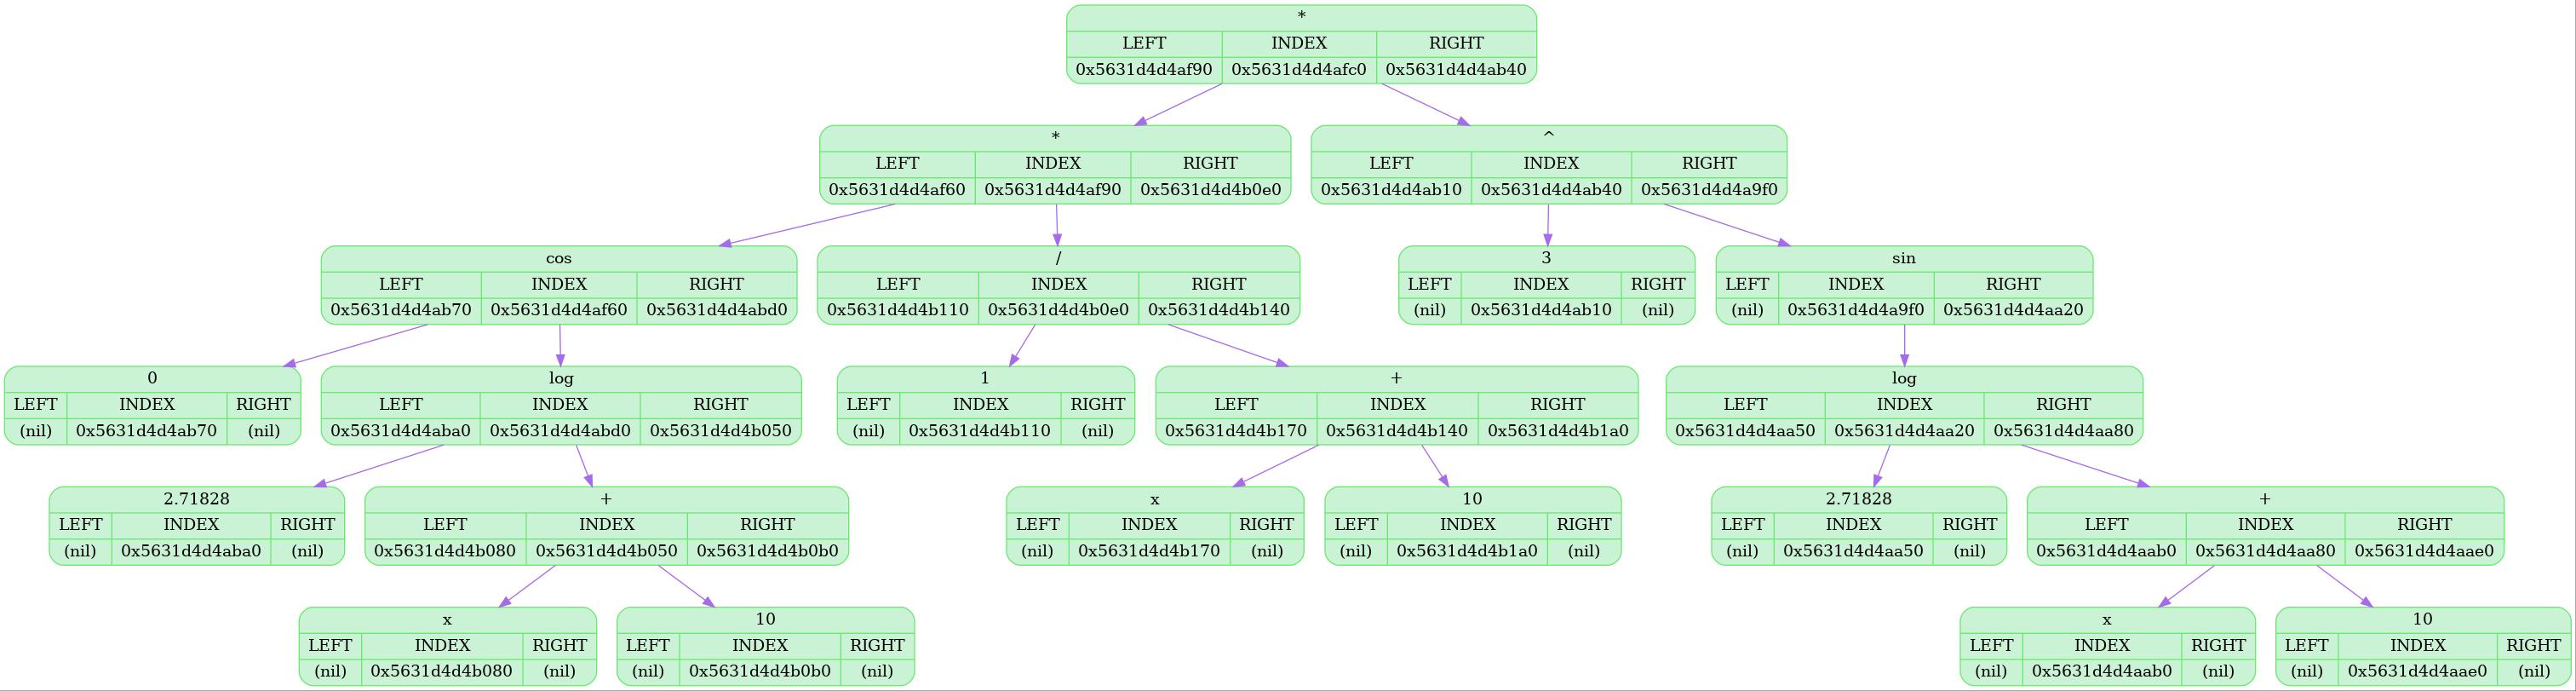 *
LEFT INDEX RIGHT
0x5631d4d4af90 0x5631d4d4afc0 0x5631d4d4ab40
* ^
LEFT INDEX RIGHT LEFT INDEX RIGHT
0x5631d4d4af60 0x5631d4d4af90 0x5631d4d4b0e0 0x5631d4d4ab10 0x5631d4d4ab40 0x5631d4d4a9f0
cos / 3 sin
LEFT INDEX RIGHT LEFT INDEX RIGHT LEFT INDEX RIGHT LEFT INDEX RIGHT
0x5631d4d4ab70 0x5631d4d4af60 0x5631d4d4abd0 0x5631d4d4b110 0x5631d4d4b0e0 0x5631d4d4b140 (nil) 0x5631d4d4ab10 (nil) (nil) 0x5631d4d4a9f0 0x5631d4d4aa20
0 log 1 + log
LEFT INDEX RIGHT LEFT INDEX RIGHT LEFT INDEX RIGHT LEFT INDEX RIGHT LEFT INDEX RIGHT
(nil) 0x5631d4d4ab70 (nil) 0x5631d4d4aba0 0x5631d4d4abd0 0x5631d4d4b050 (nil) 0x5631d4d4b110 (nil) 0x5631d4d4b170 0x5631d4d4b140 0x5631d4d4b1a0 0x5631d4d4aa50 0x5631d4d4aa20 0x5631d4d4aa80
2.71828 + x 10 2.71828 +
LEFT INDEX RIGHT LEFT INDEX RIGHT LEFT INDEX RIGHT LEFT INDEX RIGHT LEFT INDEX RIGHT LEFT INDEX RIGHT
(nil) 0x5631d4d4aba0 (nil) 0x5631d4d4b080 0x5631d4d4b050 0x5631d4d4b0b0 (nil) 0x5631d4d4b170 (nil) (nil) 0x5631d4d4b1a0 (nil) (nil) 0x5631d4d4aa50 (nil) 0x5631d4d4aab0 0x5631d4d4aa80 0x5631d4d4aae0
x 10 x 10
LEFT INDEX RIGHT LEFT INDEX RIGHT LEFT INDEX RIGHT LEFT INDEX RIGHT
(nil) 0x5631d4d4b080 (nil) (nil) 0x5631d4d4b0b0 (nil) (nil) 0x5631d4d4aab0 (nil) (nil) 0x5631d4d4aae0 (nil)